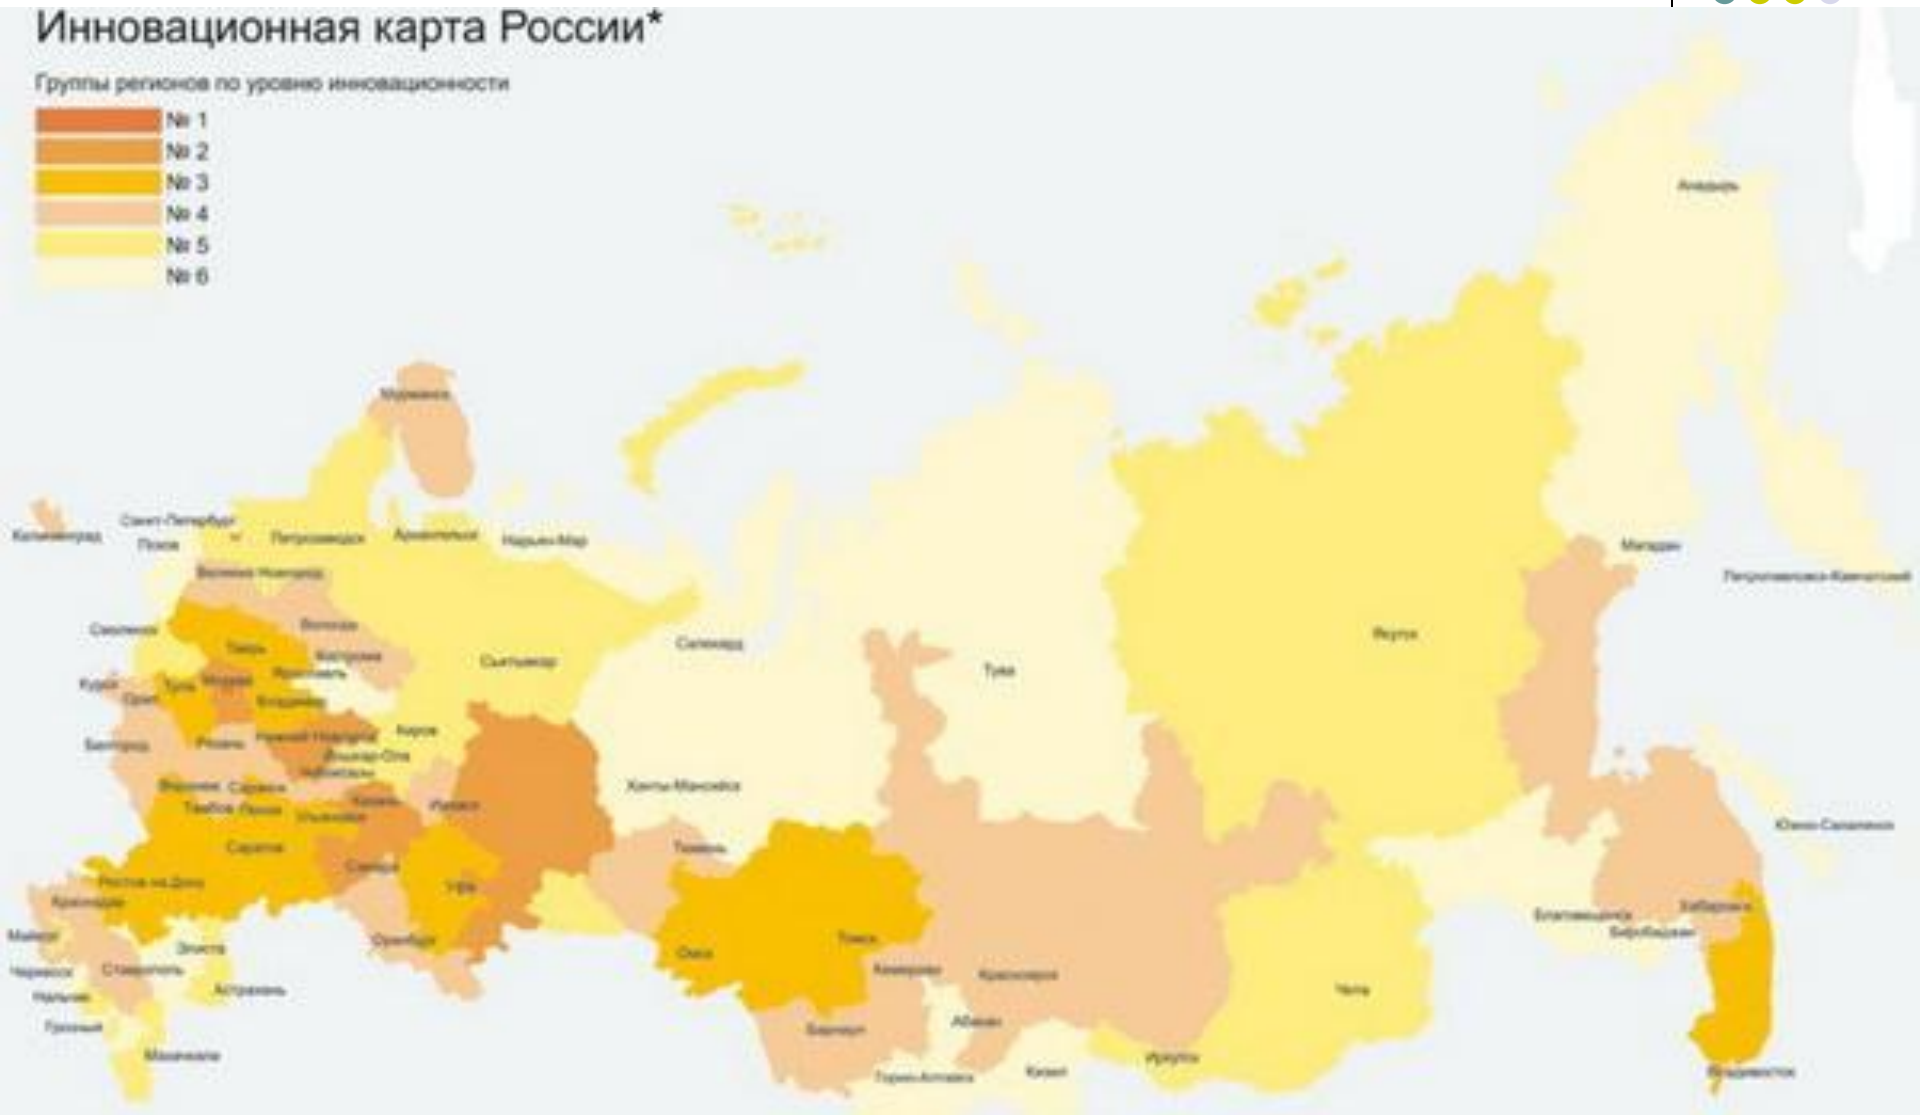 Инновационная карта России*
Группы регионов по уровню инновационности
№ 1
№ 2
№ 3
№ 4
№ 5
№ 6
Анадырь
Мурманск
Калининград
Санкт-Петербург
Псков
Петрозаводск
Архангельск
Нарьян-Мар
Магадан
Петропавловск-Камчатский
Великий Новгород
Смоленск
Вологда
Тверь
Кострома
Ярославль
Сыктывкар
Салехард
Тува
Якутск
Курск
Орел
Тула
Москва
Владимир
Белгород
Рязань
Нижний Новгород
Киров
Йошкар-Ола
Чебоксары
Воронеж
Саранск
Тамбов
Пенза
Ульяновск
Казань
Ижевск
Ханты-Мансийск
Южно-Сахалинск
Саратов
Самара
Тюмень
Ростов-на-Дону
Уфа
Краснодар
Майкоп
Элиста
Оренбург
Омск
Томск
Благовещенск
Хабаровск
Биробиджан
Черкесск
Ставрополь
Астрахань
Кемерово
Красноярск
Чита
Нальчик
Грозный
Махачкала
Барнаул
Абакан
Горно-Алтайск
Кызыл
Иркутск
Владивосток